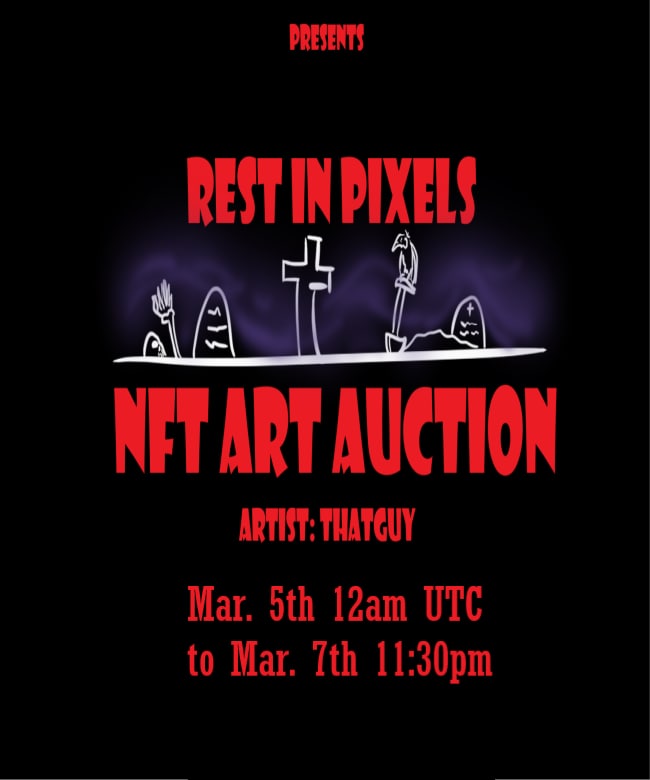 PRESENTS
REST IN PIXELS
NFT ART AUCTION
ARTIST: THATGUY
Mar. 5th 12am UTC
to Mar. 7th 11:30pm